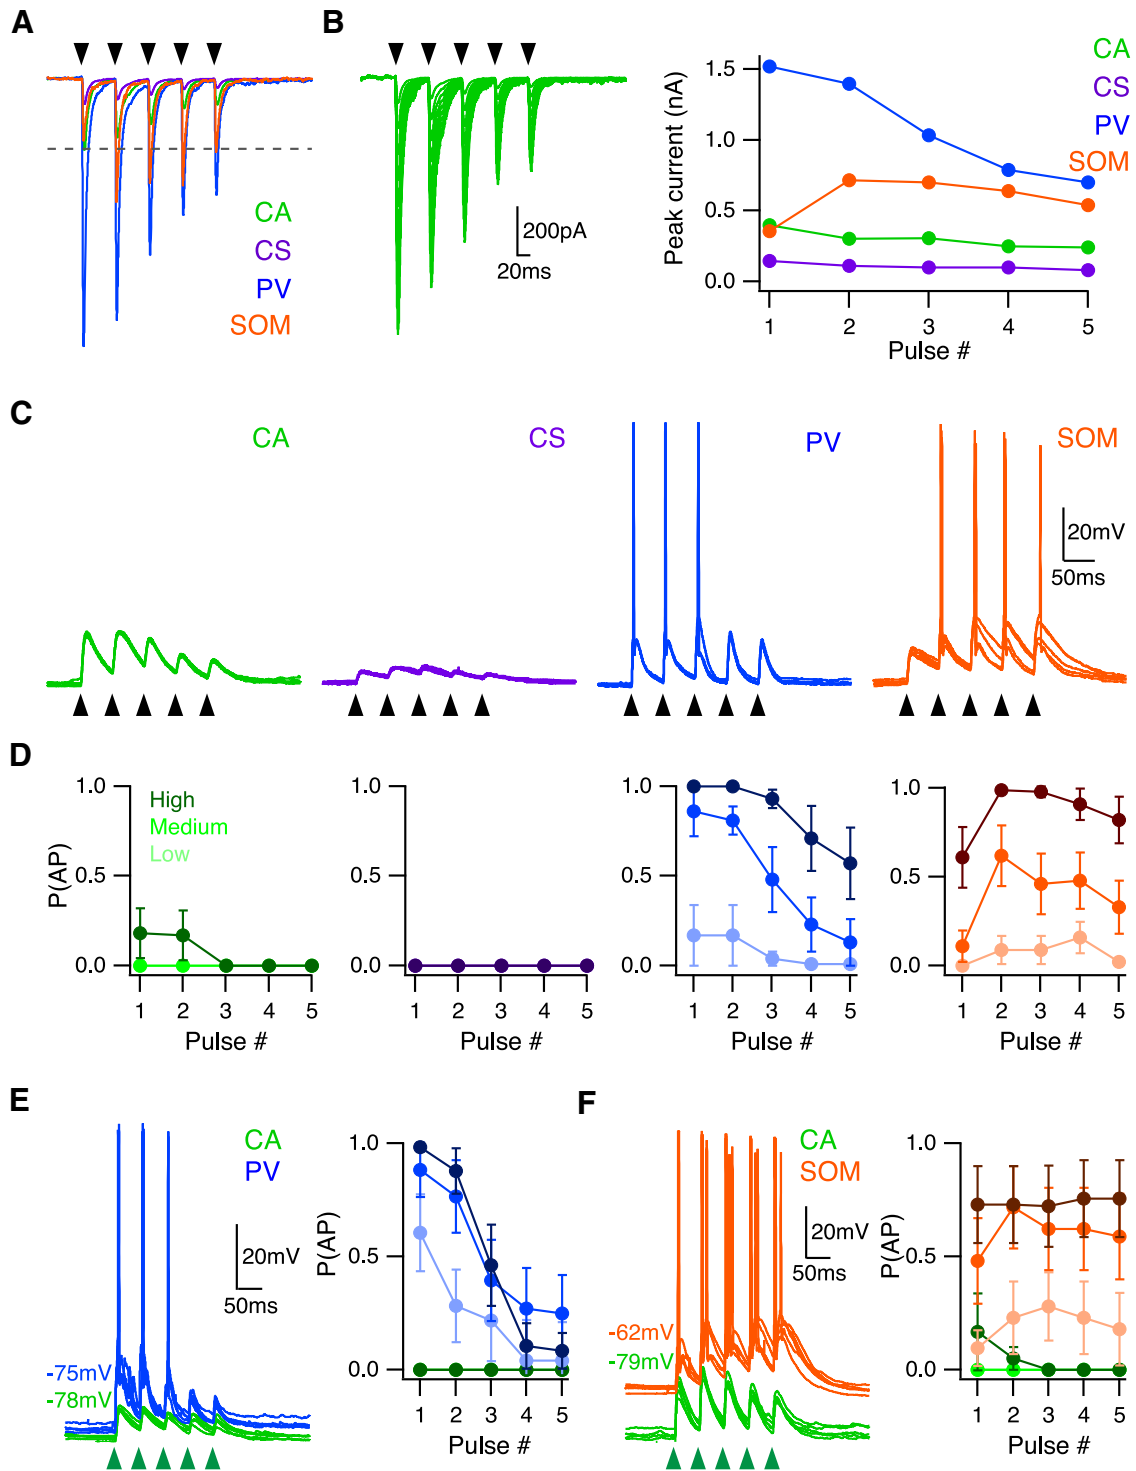 A
CA
CS
PV
SOM
B
200pA
20ms
Peak current (nA)
1.5
1.0
0.5
0.0
1 2 3 4 5
Pulse #
CA
CS
PV
SOM
C
CA
CS
PV
SOM
20mV
50ms
D
P(AP)
1.0
0.5
0.0
High
Medium
Low
1 2 3 4 5
Pulse #
1.0
0.5
0.0
1 2 3 4 5
Pulse #
1.0
0.5
0.0
1 2 3 4 5
Pulse #
1.0
0.5
0.0
1 2 3 4 5
Pulse #
E
CA
PV
20mV
50ms
-75mV
-78mV
P(AP)
1.0
0.5
0.0
1 2 3 4 5
Pulse #
F
CA
SOM
20mV
50ms
-62mV
-79mV
P(AP)
1.0
0.5
0.0
1 2 3 4 5
Pulse #